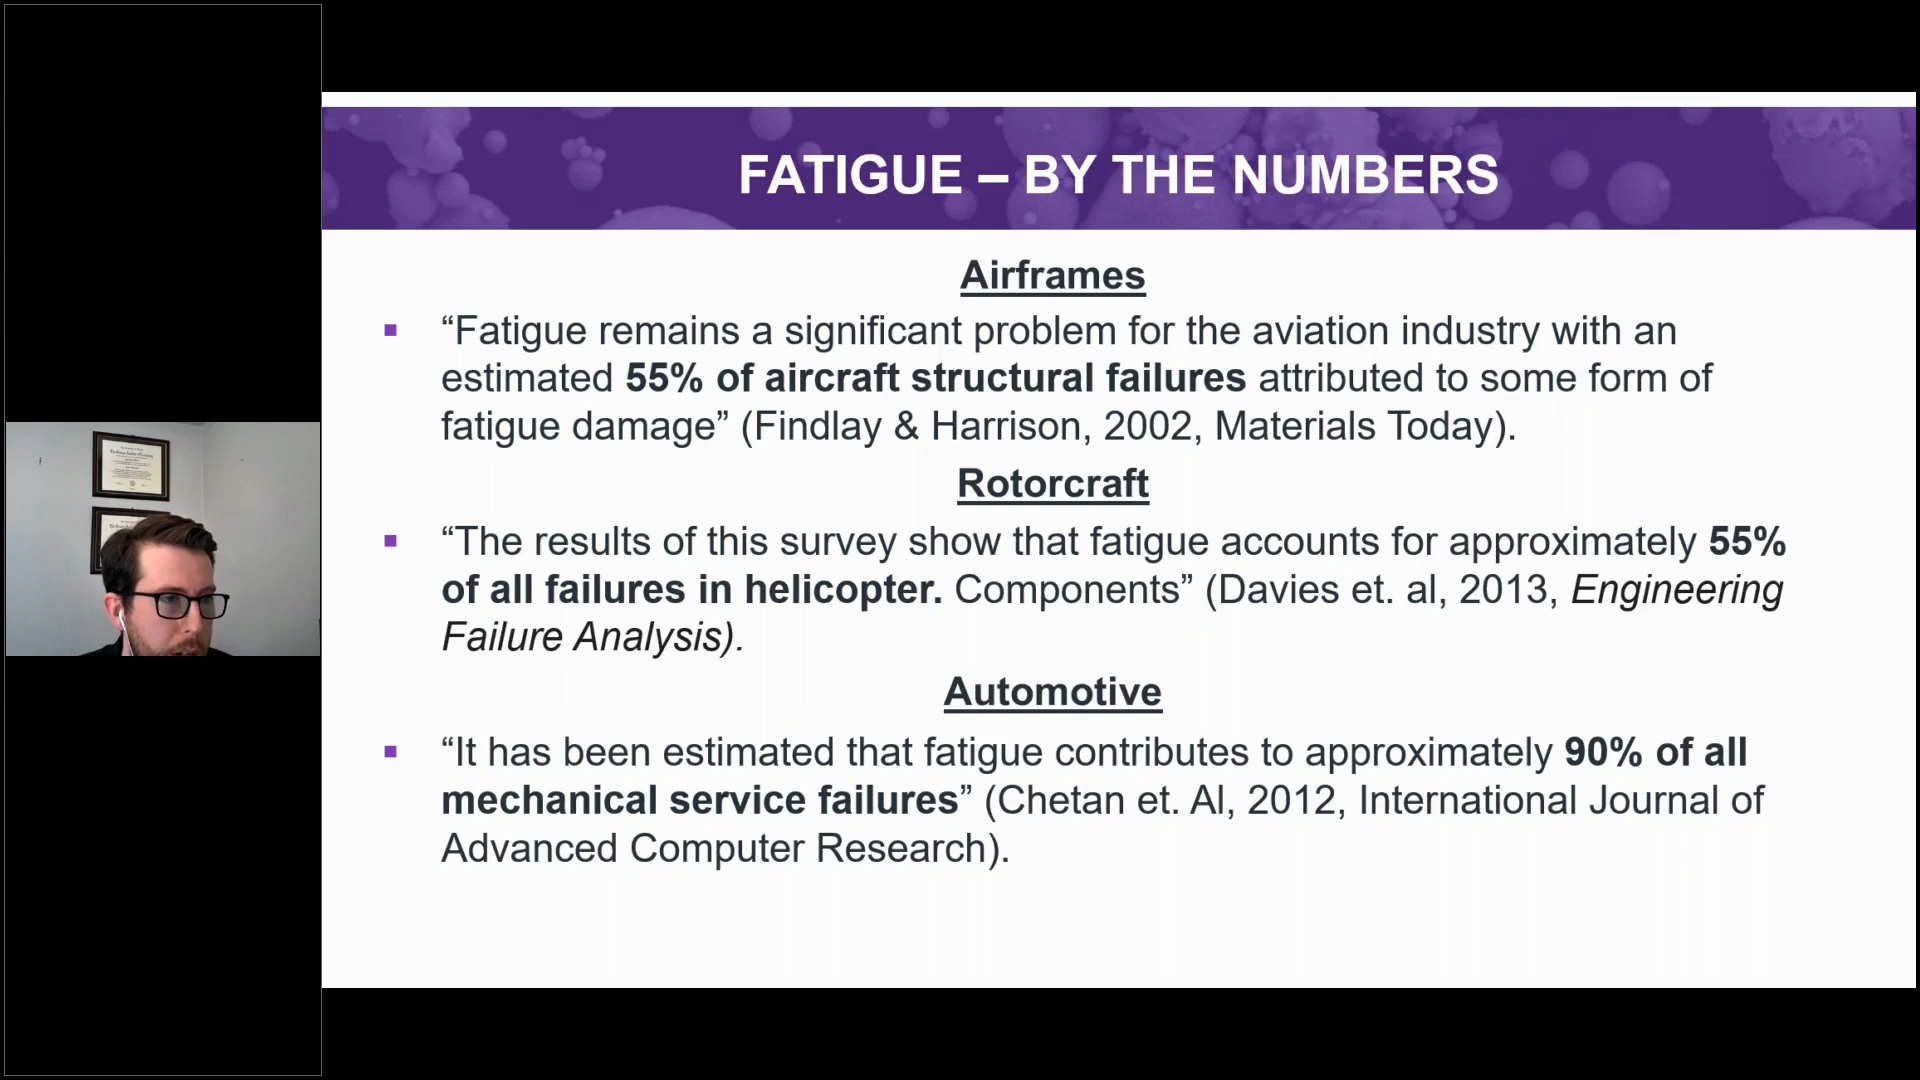 FATIGUE – BY THE NUMBERS
Airframes
▪ “Fatigue remains a significant problem for the aviation industry with an
estimated 55% of aircraft structural failures attributed to some form of
fatigue damage” (Findlay & Harrison, 2002, Materials Today).
Rotorcraft
▪ “The results of this survey show that fatigue accounts for approximately 55%
of all failures in helicopter. Components” (Davies et. al, 2013, Engineering
Failure Analysis).
Automotive
▪ “It has been estimated that fatigue contributes to approximately 90% of all
mechanical service failures” (Chetan et. Al, 2012, International Journal of
Advanced Computer Research).